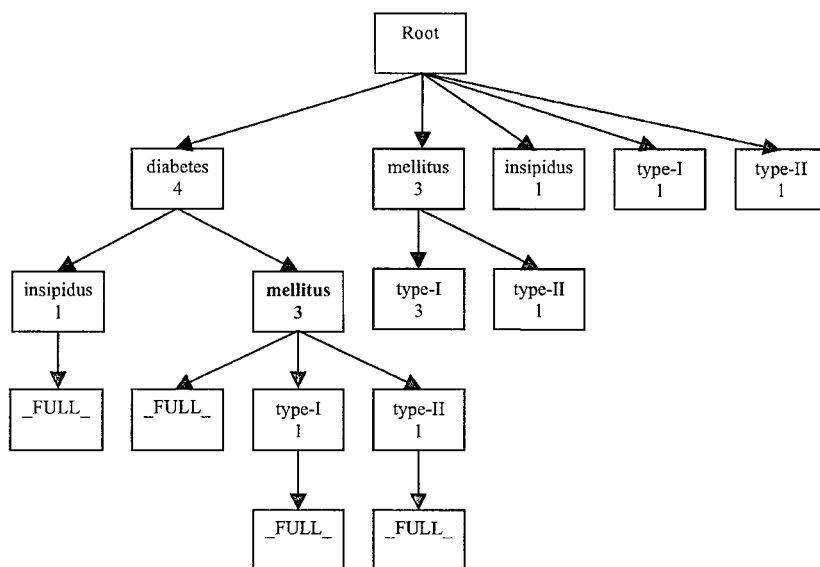 Root
diabetes
4
mellitus
3
insipidus
1
type-I
1
type-II
1
insipidus
1
mellitus
3
type-I
3
type-II
1
_FULL_
_FULL_
type-I
1
type-II
1
_FULL_
_FULL_